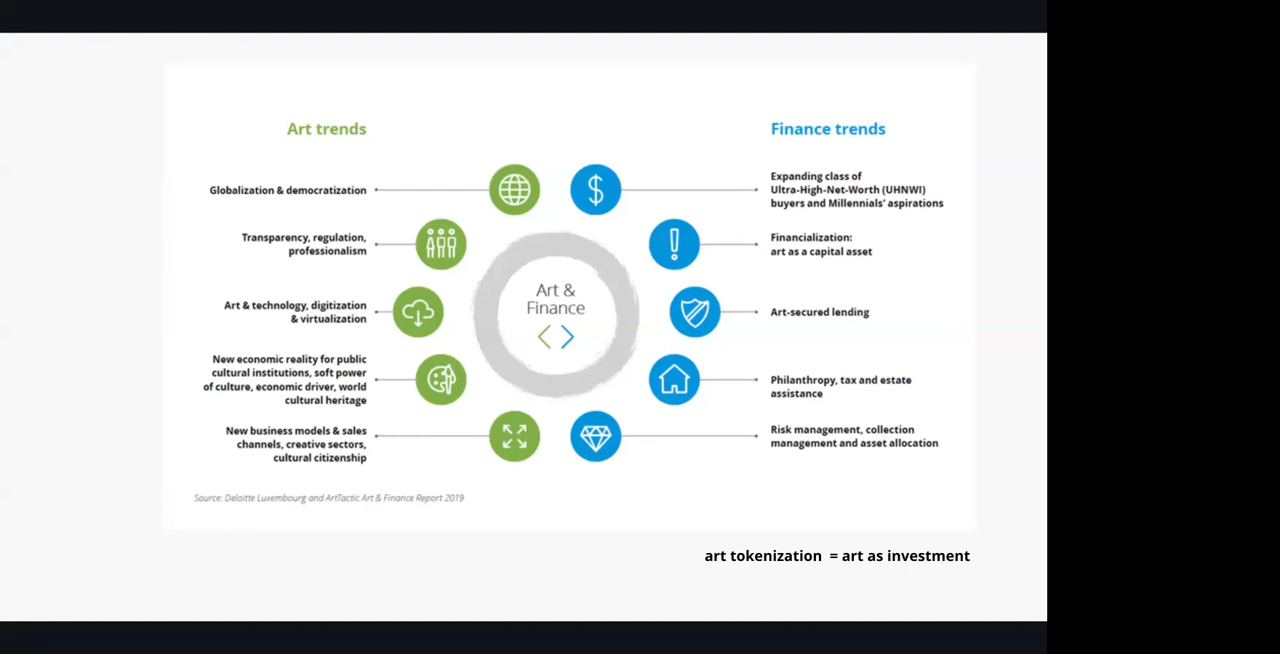 Art trends
Finance trends
Globalization & democratization
Transparency, regulation,
professionalism
Art & technology, digitization
& virtualization
New economic reality for public
cultural institutions, soft power
of culture, economic driver, world
cultural heritage
New business models & sales
channels, creative sectors,
cultural citizenship
Art &
Finance
Expanding class of
Ultra-High-Net-Worth (UHNWI)
buyers and Millennials’ aspirations
Financialization:
art as a capital asset
Art-secured lending
Philanthropy, tax and estate
assistance
Risk management, collection
management and asset allocation
Source: Deloitte Luxembourg and ArtTactic Art & Finance Report 2019
art tokenization = art as investment